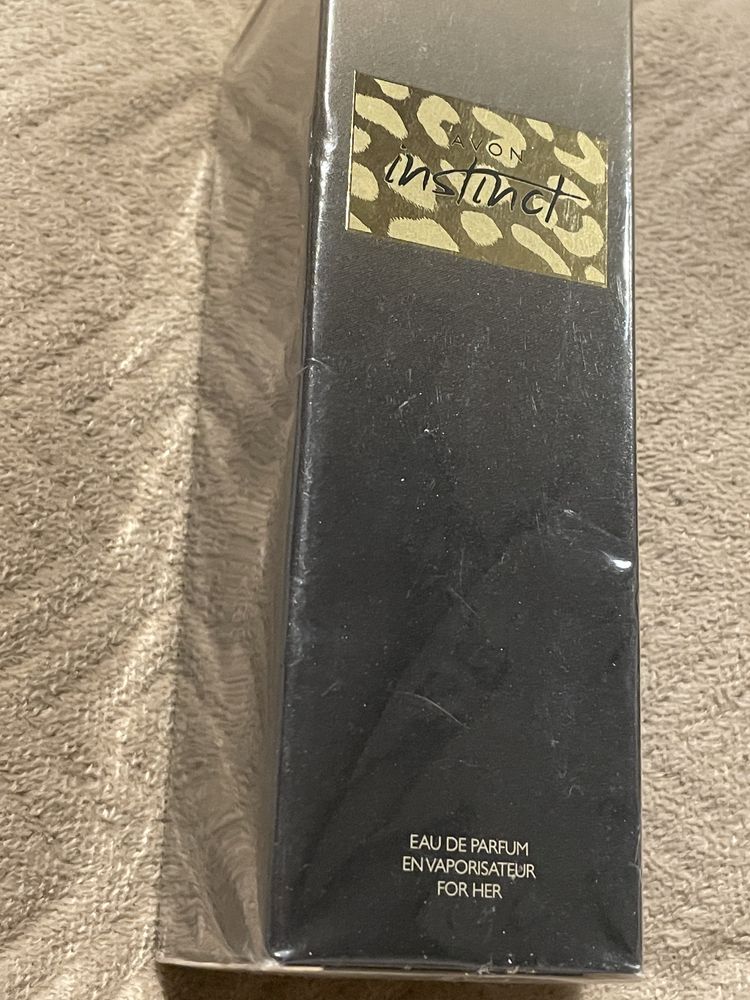 AVON
instinct
EAU DE PARFUM
EN VAPORISATEUR
FOR HER